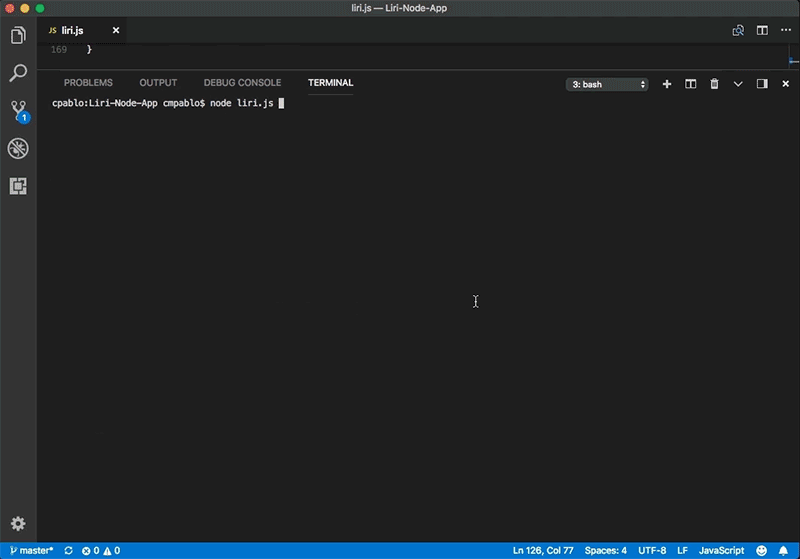 liri.js — Liri-Node-App
JS liri.js
169 }
PROBLEMS OUTPUT DEBUG CONSOLE TERMINAL 3: bash
cpablo:Liri-Node-App cmpablo$ node liri.js
1
master* 0 0 Ln 126, Col 77 Spaces: 4 UTF-8 LF JavaScript